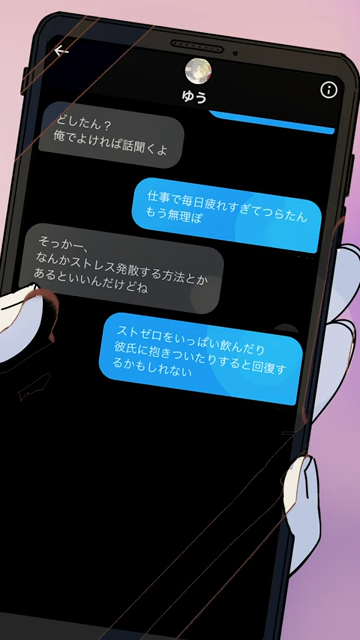 ゆう
どしたん？
俺でよければ話聞くよ
仕事で毎日疲れすぎてつらたん
もう無理ぽ
そっかー、
なんかストレス発散する方法とか
あるといいんだけどね
ストゼロをいっぱい飲んだり
彼氏に抱きついたりすると回復す
るかもしれない